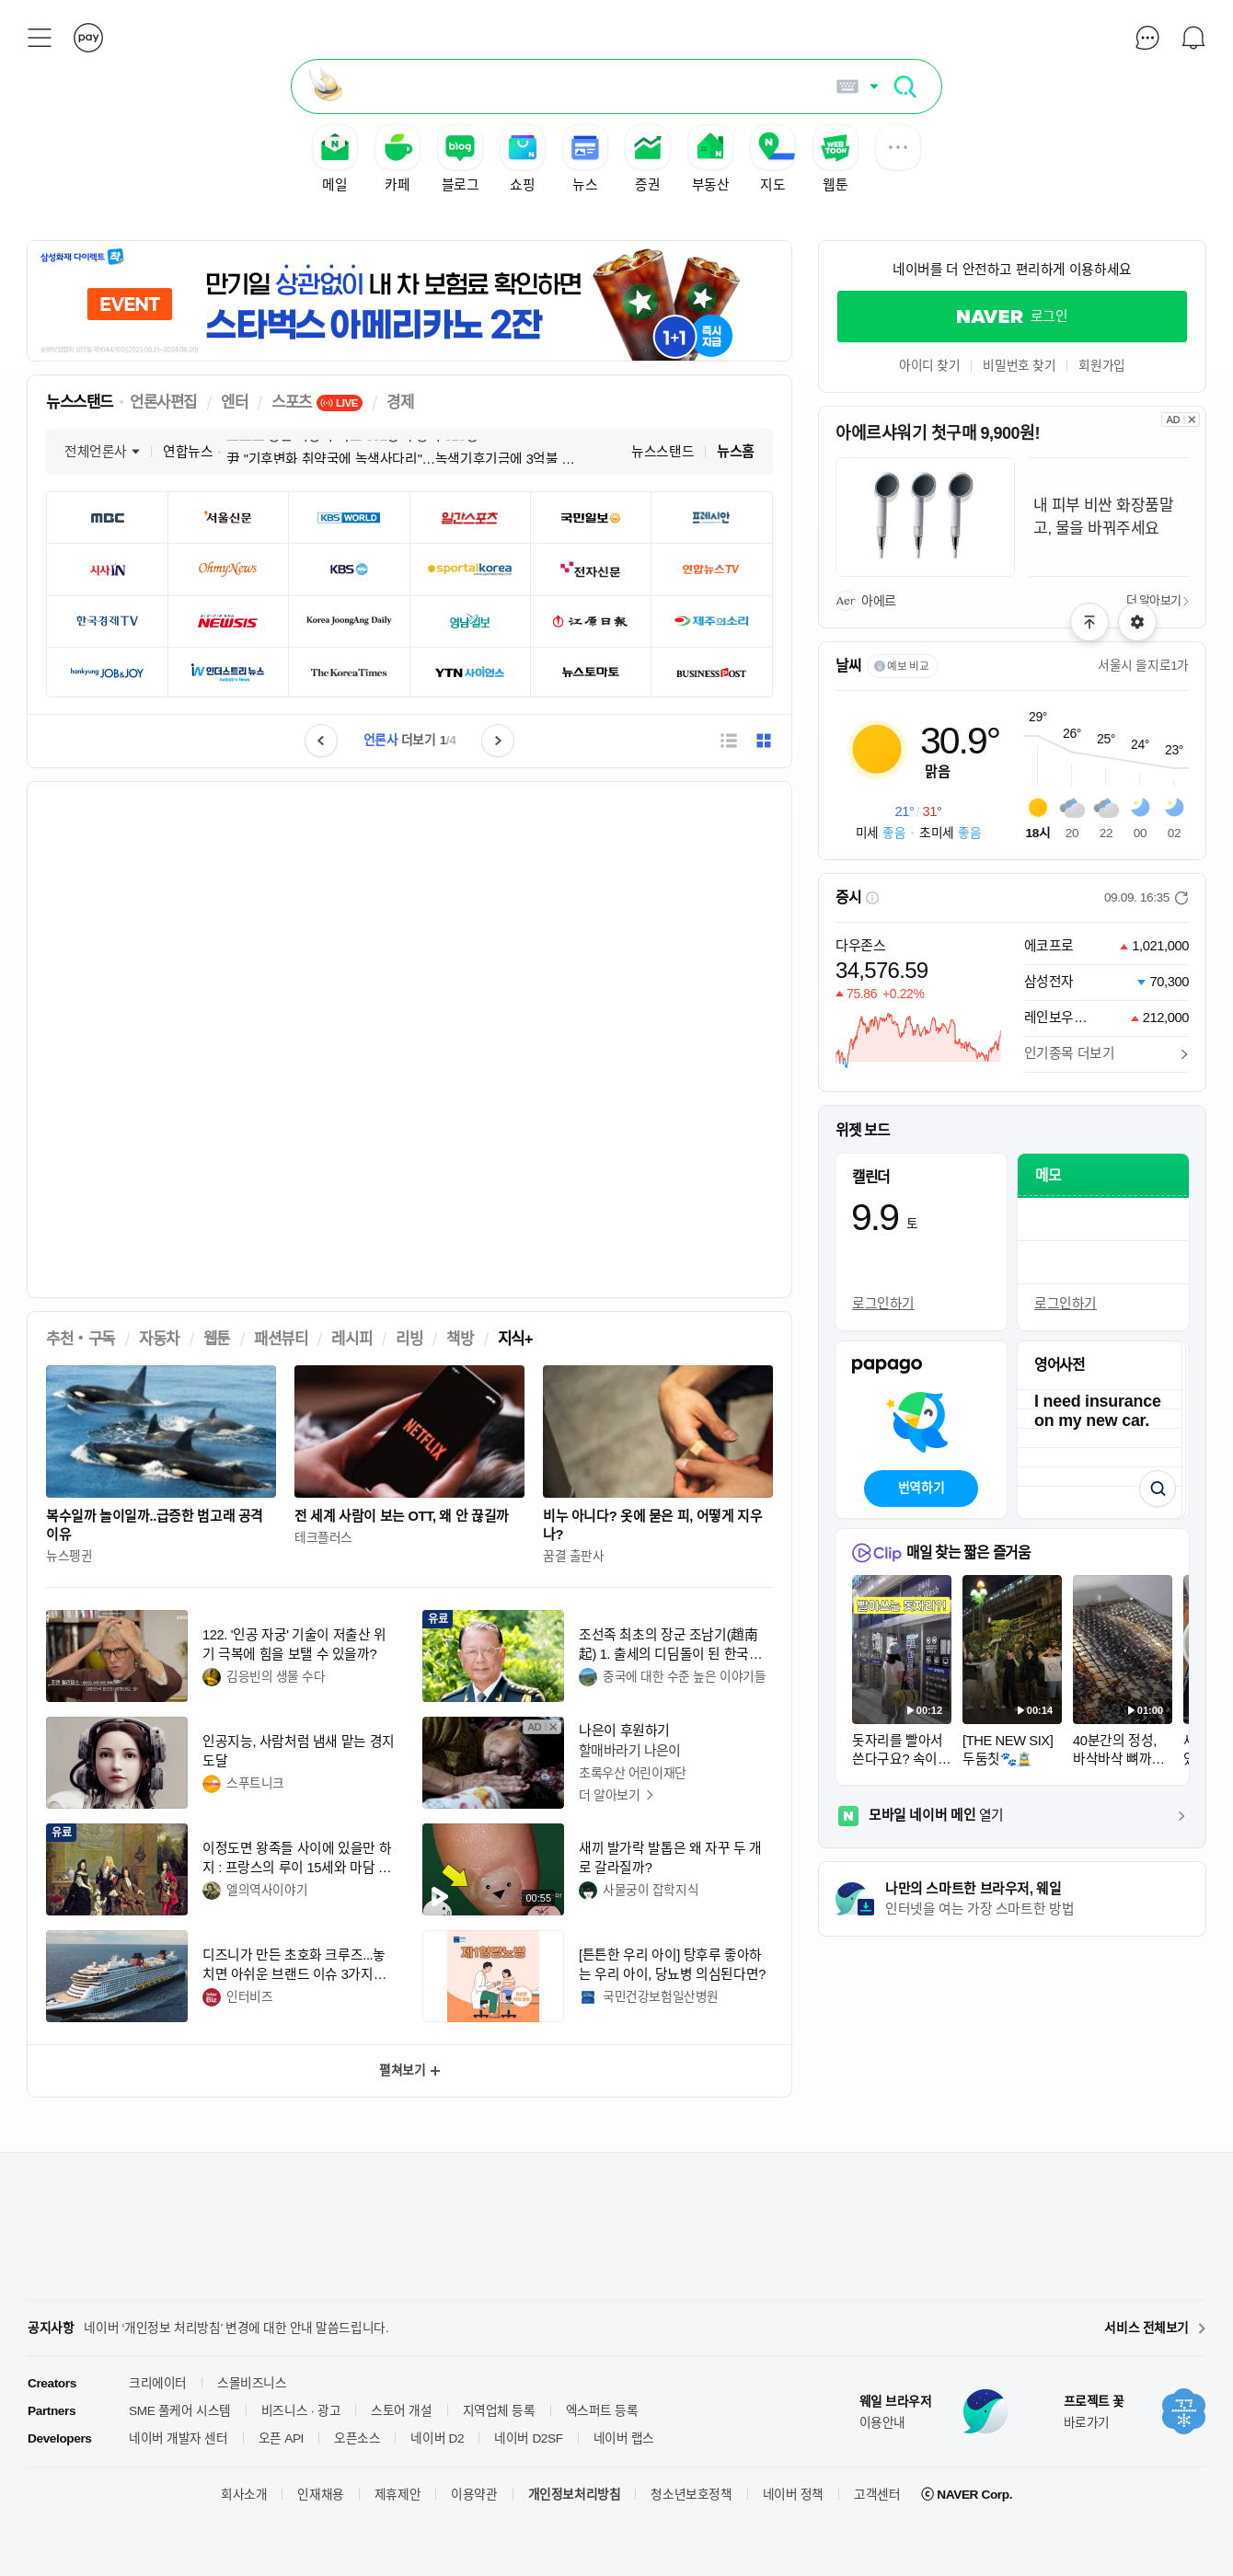 pay
메일
카페
blog
블로그
쇼핑
뉴스
증권
부동산
지도
WEB TOON
웹툰
삼성화재 다이렉트 착
EVENT
만기일 상관없이 내 차 보험료 확인하면
스타벅스 아메리카노 2잔
1+1
즉시 지급
네이버를 더 안전하고 편리하게 이용하세요
NAVER 로그인
아이디 찾기
비밀번호 찾기
회원가입
뉴스스탠드 · 언론사편집 / 엔터 / 스포츠 LIVE / 경제
전체언론사
연합뉴스
尹 "기후변화 취약국에 녹색사다리"…녹색기후기금에 3억불 …
뉴스스탠드
뉴스홈
MBC
서울신문
KBS WORLD
일간스포츠
국민일보
프레시안
시사IN
OhmyNews
KBS
sportalkorea
전자신문
연합뉴스TV
한국경제TV
NEWSIS
Korea JoongAng Daily
영남일보
江原日報
제주의소리
hankyung JOB&JOY
인더스트리뉴스
Industry News
The Korea Times
YTN 사이언스
뉴스토마토
BUSINESSPOST
언론사 더보기 1/4
AD
아에르샤워기 첫구매 9,900원!
내 피부 비싼 화장품말
고, 물을 바꿔주세요
Aer 아에르
더 알아보기
날씨
예보 비교
서울시 을지로1가
30.9°
맑음
21° / 31°
미세 좋음 · 초미세 좋음
29°
26°
25°
24°
23°
18시
20
22
00
02
증시
09.09. 16:35
다우존스
34,576.59
75.86 +0.22%
에코프로 1,021,000
삼성전자 70,300
레인보우… 212,000
인기종목 더보기
위젯 보드
캘린더
9.9 토
로그인하기
메모
로그인하기
papago
번역하기
영어사전
I need insurance
on my new car.
Clip 매일 찾는 짧은 즐거움
빨아쓰는 돗자리?!
00:12
00:14
01:00
돗자리를 빨아서
쓴다구요? 속이…
[THE NEW SIX]
두둠칫
40분간의 정성,
바삭바삭 뼈까…
모바일 네이버 메인 열기
나만의 스마트한 브라우저, 웨일
인터넷을 여는 가장 스마트한 방법
추천 · 구독 / 자동차 / 웹툰 / 패션뷰티 / 레시피 / 리빙 / 책방 / 지식+
NETFLIX
복수일까 놀이일까..급증한 범고래 공격
이유
뉴스펭귄
전 세계 사람이 보는 OTT, 왜 안 끊길까
테크플러스
비누 아니다? 옷에 묻은 피, 어떻게 지우
나?
꿈결 출판사
122. '인공 자궁' 기술이 저출산 위
기 극복에 힘을 보탤 수 있을까?
김응빈의 생물 수다
유료
조선족 최초의 장군 조남기(趙南
起) 1. 출세의 디딤돌이 된 한국…
중국에 대한 수준 높은 이야기들
인공지능, 사람처럼 냄새 맡는 경지
도달
스푸트니크
AD
나은이 후원하기
할매바라기 나은이
초록우산 어린이재단
더 알아보기
유료
이정도면 왕족들 사이에 있을만 하
지 : 프랑스의 루이 15세와 마담 …
엘의역사이야기
00:55
새끼 발가락 발톱은 왜 자꾸 두 개
로 갈라질까?
사물궁이 잡학지식
디즈니가 만든 초호화 크루즈...놓
치면 아쉬운 브랜드 이슈 3가지…
Biz
인터비즈
제1형당뇨병
[튼튼한 우리 아이] 탕후루 좋아하
는 우리 아이, 당뇨병 의심된다면?
국민건강보험일산병원
펼쳐보기
공지사항 네이버 '개인정보 처리방침' 변경에 대한 안내 말씀드립니다.
서비스 전체보기
Creators 크리에이터 스몰비즈니스
Partners SME 풀케어 시스템 비즈니스 · 광고 스토어 개설 지역업체 등록 엑스퍼트 등록
Developers 네이버 개발자 센터 오픈 API 오픈소스 네이버 D2 네이버 D2SF 네이버 랩스
웨일 브라우저
이용안내
프로젝트 꽃
바로가기
회사소개 인재채용 제휴제안 이용약관 개인정보처리방침 청소년보호정책 네이버 정책 고객센터 ⓒ NAVER Corp.